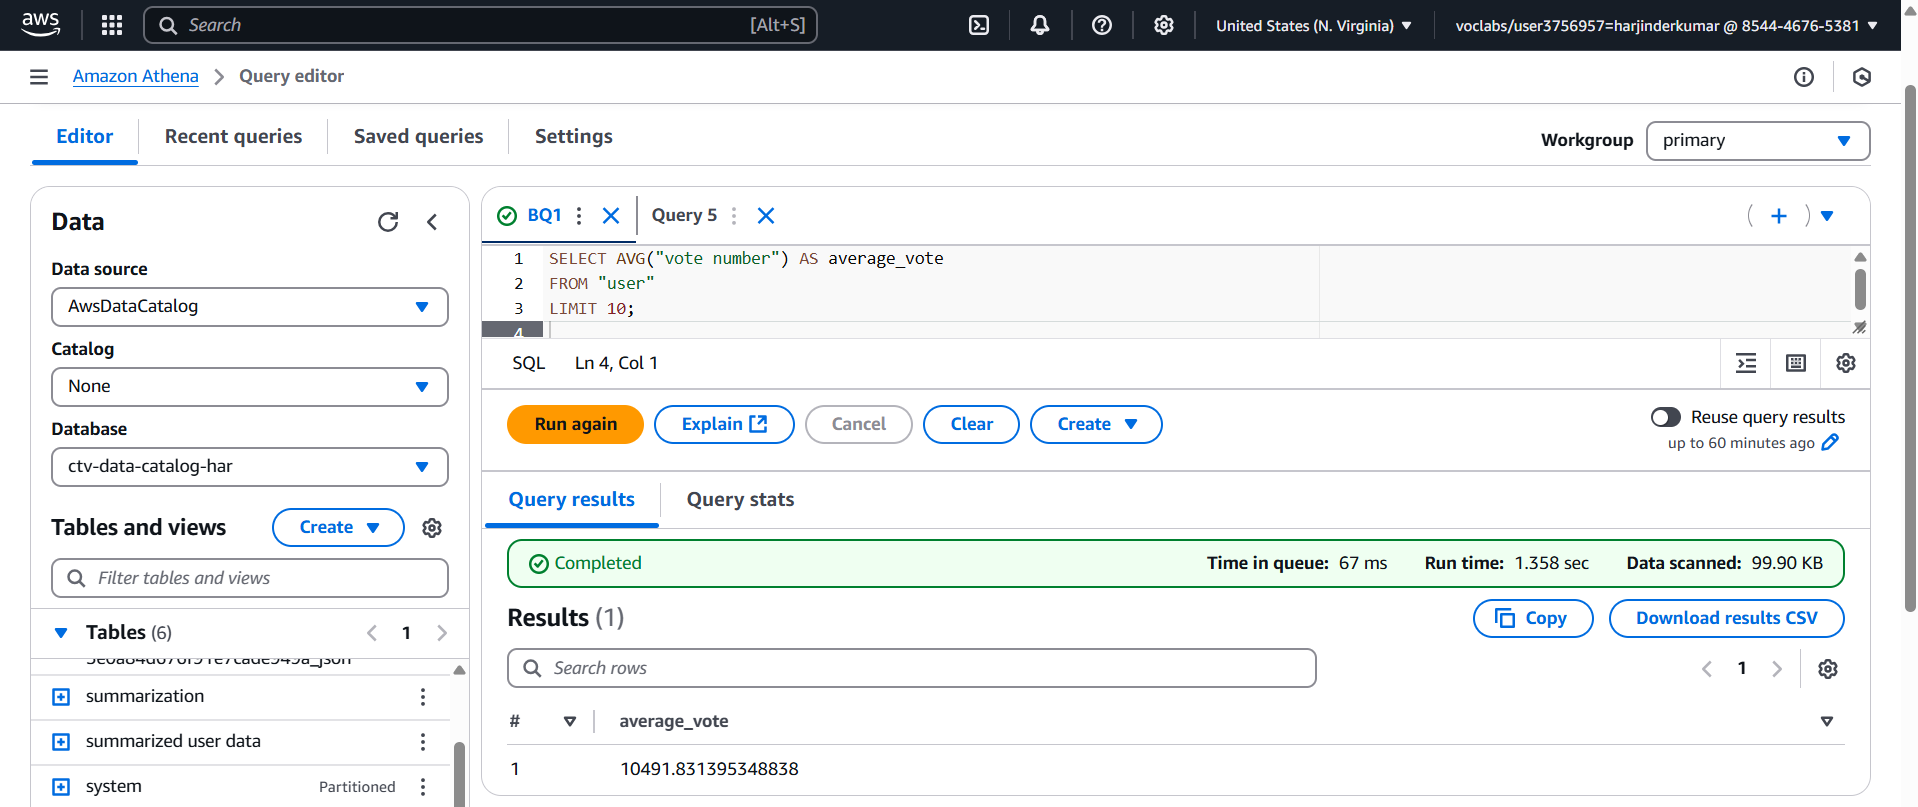 aws
Search [Alt+S]
United States (N. Virginia)
voclabs/user3756957=harjinderkumar @ 8544-4676-5381
Amazon Athena
Query editor
Editor
Recent queries
Saved queries
Settings
Workgroup
primary
Data
Data source
AwsDataCatalog
Catalog
None
Database
ctv-data-catalog-har
Tables and views
Create
Filter tables and views
Tables (6)
1
summarization
summarized user data
system
Partitioned
BQ1
Query 5
1 SELECT AVG("vote number") AS average_vote
2 FROM "user"
3 LIMIT 10;
4
SQL
Ln 4, Col 1
Run again
Explain
Cancel
Clear
Create
Reuse query results
up to 60 minutes ago
Query results
Query stats
Completed
Time in queue: 67 ms
Run time: 1.358 sec
Data scanned: 99.90 KB
Results (1)
Copy
Download results CSV
Search rows
1
# average_vote
1 10491.831395348838